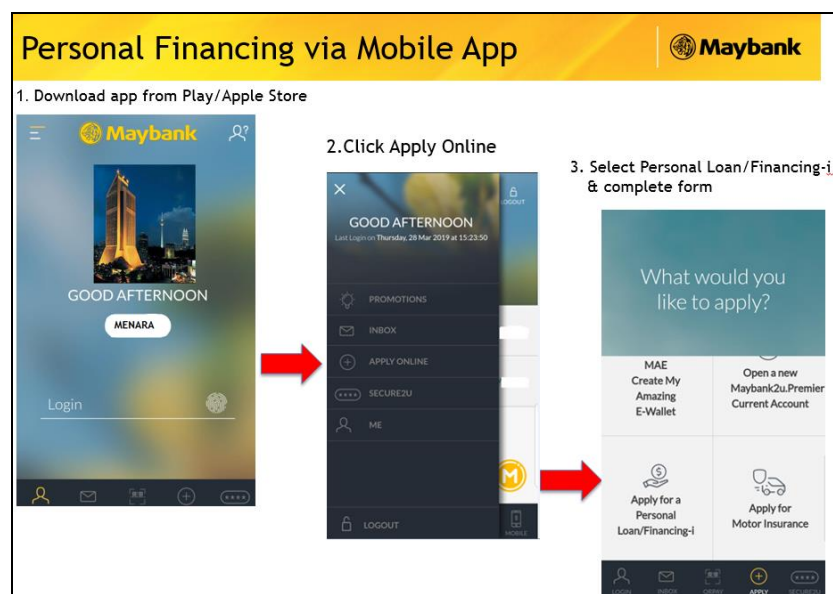 Personal Financing via Mobile App
Maybank
1. Download app from Play/Apple Store
Maybank
GOOD AFTERNOON
MENARA
Login
2.Click Apply Online
LOGOUT
GOOD AFTERNOON
Last Login on Thursday, 28 Mar 2019 at 15:23:50
PROMOTIONS
INBOX
APPLY ONLINE
SECURE2U
ME
LOGOUT
MOBILE
3. Select Personal Loan/Financing-i
& complete form
What would you
like to apply?
MAE
Create My
Amazing
E-Wallet
Open a new
Maybank2u.Premier
Current Account
Apply for a
Personal
Loan/Financing-i
Apply for
Motor Insurance
LOGIN
INBOX
QRPAY
APPLY
SECURE2U